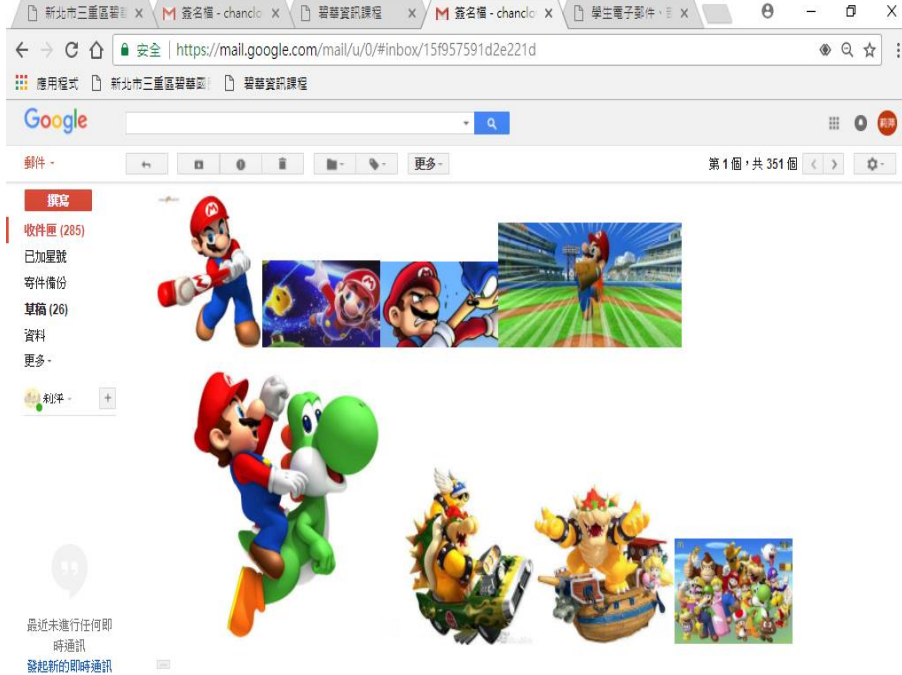 新北市三重區碧
簽名檔 - chanclo
碧華資訊課程
簽名檔 - chanclo
學生電子郵件、
安全 | https://mail.google.com/mail/u/0/#inbox/15f957591d2e221d
應用程式 新北市三重區碧華國 碧華資訊課程
Google
郵件
更多
第 1 個,共 351 個
撰寫
收件匣 (285)
已加星號
寄件備份
草稿 (26)
資料
更多
最近未進行任何即
時通訊
發起新的即時通訊